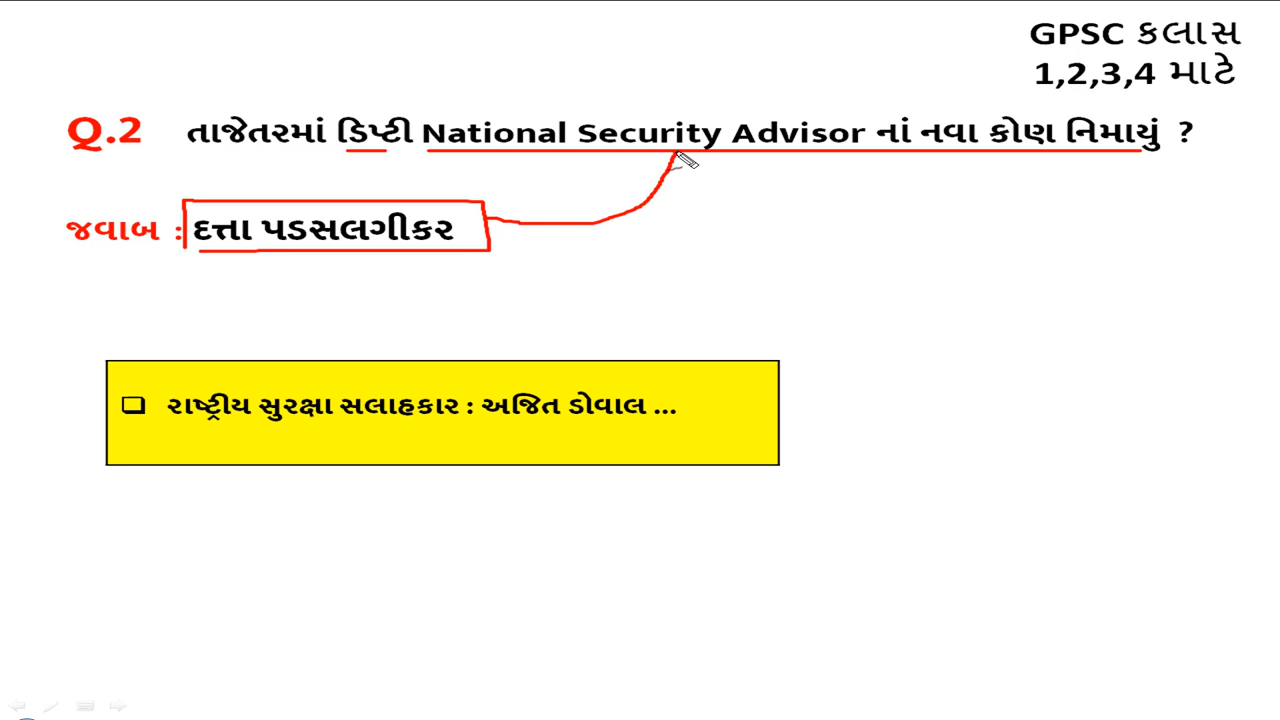 GPSC કલાસ
1,2,3,4 માટે
Q.2 તાજેતરમાં ડિપ્ટી National Security Advisor નાં નવા કોણ નિમાયું ?
જવાબ : દત્તા પડસલગીકર
રાષ્ટ્રીય સુરક્ષા સલાહકાર : અજિત ડોવાલ ...